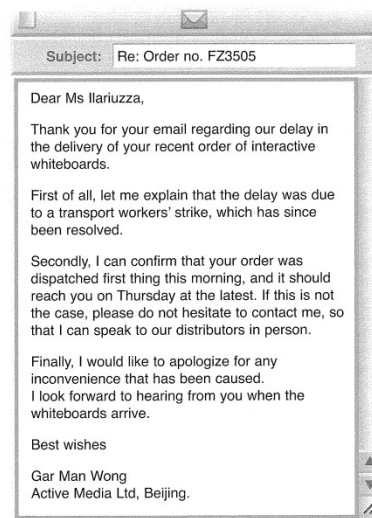 Subject: Re: Order no. FZ3505
Dear Ms Ilariuzza,
Thank you for your email regarding our delay in
the delivery of your recent order of interactive
whiteboards.
First of all, let me explain that the delay was due
to a transport workers' strike, which has since
been resolved.
Secondly, I can confirm that your order was
dispatched first thing this morning, and it should
reach you on Thursday at the latest. If this is not
the case, please do not hesitate to contact me, so
that I can speak to our distributors in person.
Finally, I would like to apologize for any
inconvenience that has been caused.
I look forward to hearing from you when the
whiteboards arrive.
Best wishes
Gar Man Wong
Active Media Ltd, Beijing.